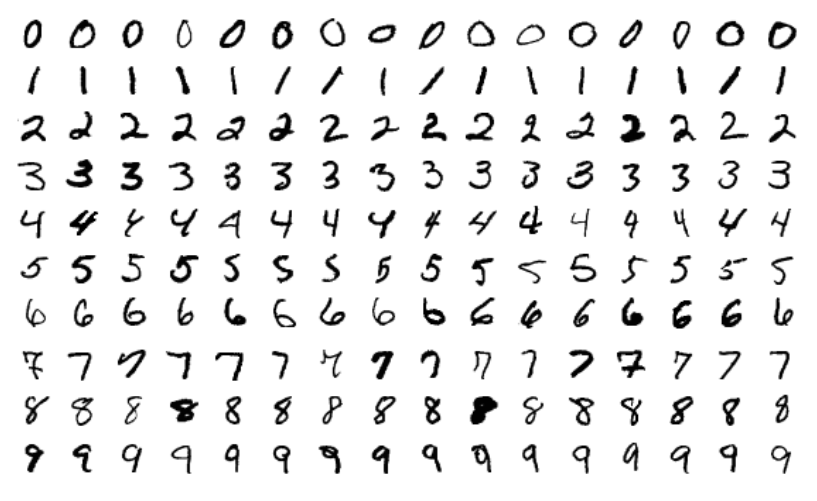 0 0 0 0 0 0 0 0 0 0 0 0 0 0 0 0
1 1 1 1 1 1 1 1 1 1 1 1 1 1 1 1
2 2 2 2 2 2 2 2 2 2 2 2 2 2 2 2
3 3 3 3 3 3 3 3 3 3 3 3 3 3 3 3
4 4 4 4 4 4 4 4 4 4 4 4 4 4 4 4
5 5 5 5 5 5 5 5 5 5 5 5 5 5 5 5
6 6 6 6 6 6 6 6 6 6 6 6 6 6 6 6
7 7 7 7 7 7 7 7 7 7 7 7 7 7 7 7
8 8 8 8 8 8 8 8 8 8 8 8 8 8 8 8
9 9 9 9 9 9 9 9 9 9 9 9 9 9 9 9